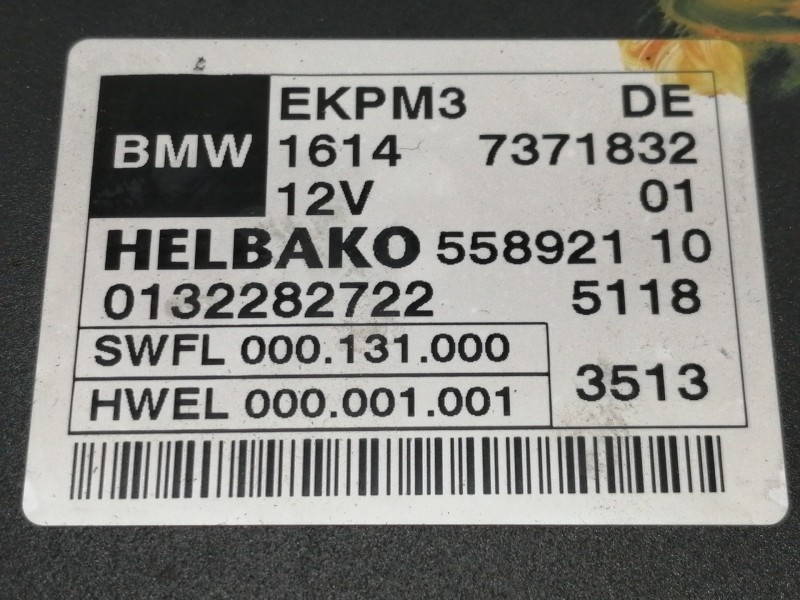 EKPM3 DE
BMW 1614 7371832
12V 01
HELBAKO 558921 10
0132282722 5118
SWFL 000.131.000
3513
HWEL 000.001.001